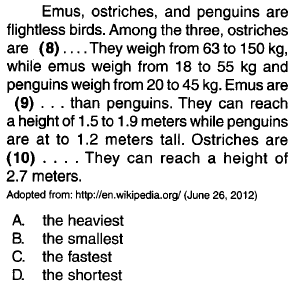 Emus, ostriches, and penguins are
flightless birds. Among the three, ostriches
are (8) .... They weigh from 63 to 150 kg,
while emus weigh from 18 to 55 kg and
penguins weigh from 20 to 45 kg. Emus are
(9) . . . than penguins. They can reach
a height of 1.5 to 1.9 meters while penguins
are at to 1.2 meters tall. Ostriches are
(10) . . . . They can reach a height of
2.7 meters.
Adopted from: http://en.wikipedia.org/ (June 26, 2012)
A. the heaviest
B. the smallest
C. the fastest
D. the shortest